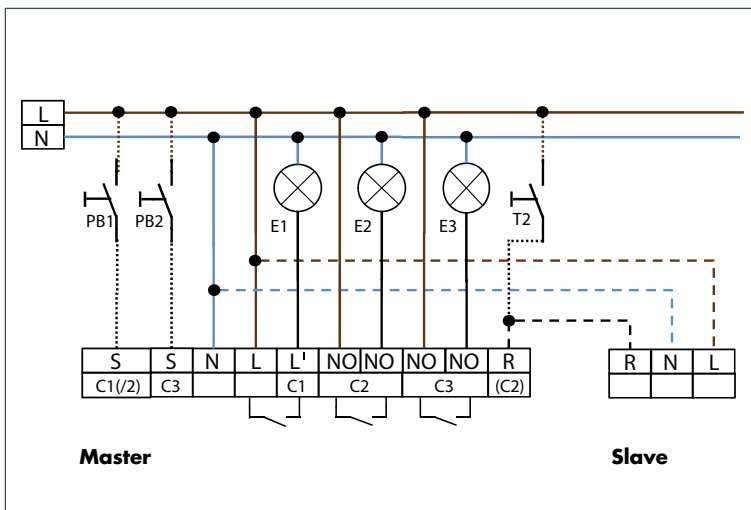 L
N
PB1 PB2 E1 E2 E3 T2
S S N L L' NO NO NO NO R
C1(/2) C3 C1 C2 C3 (C2)
R N L
Master Slave